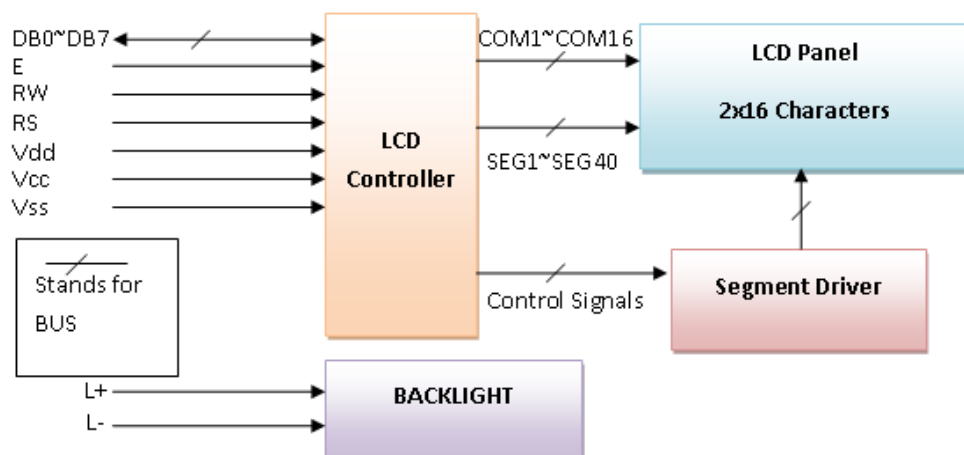 DB0~DB7
E
RW
RS
Vdd
Vcc
Vss
LCD
Controller
COM1~COM16
SEG1~SEG40
Control Signals
LCD Panel
2x16 Characters
Segment Driver
Stands for
BUS
L+
L-
BACKLIGHT